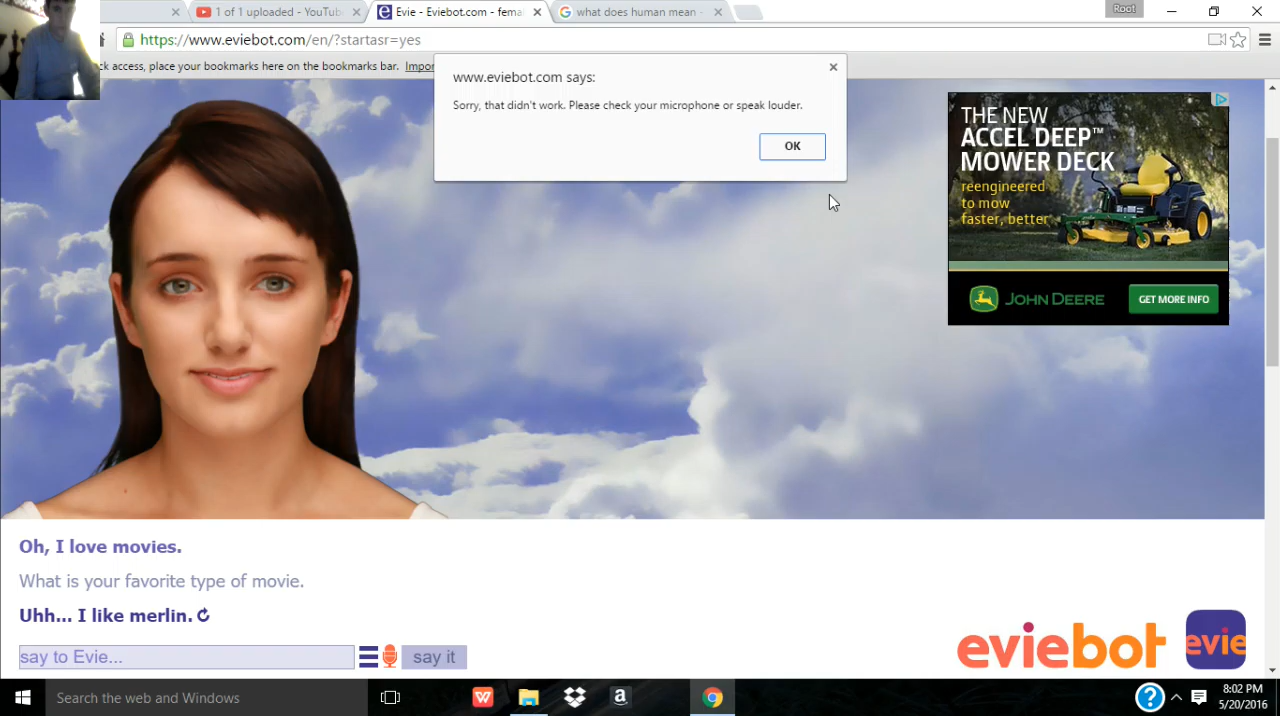 1 of 1 uploaded - YouTub
Evie - Eviebot.com - fema
what does human mean -
Root
https://www.eviebot.com/en/?startasr=yes
ck access, place your bookmarks here on the bookmarks bar. Impor
www.eviebot.com says:
Sorry, that didn't work. Please check your microphone or speak louder.
OK
THE NEW
ACCEL DEEP™
MOWER DECK
reengineered
to mow
faster, better
JOHN DEERE
GET MORE INFO
Oh, I love movies.
What is your favorite type of movie.
Uhh... I like merlin.
say to Evie...
say it
eviebot
evie
Search the web and Windows
8:02 PM
5/20/2016